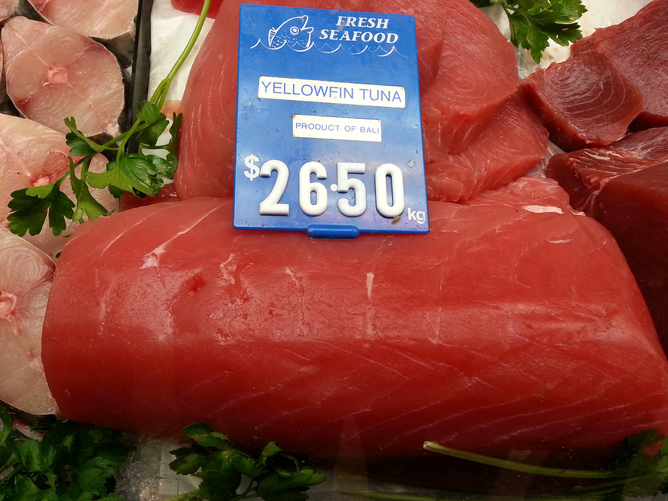 FRESH
SEAFOOD
YELLOWFIN TUNA
PRODUCT OF BALI
$26.50 kg